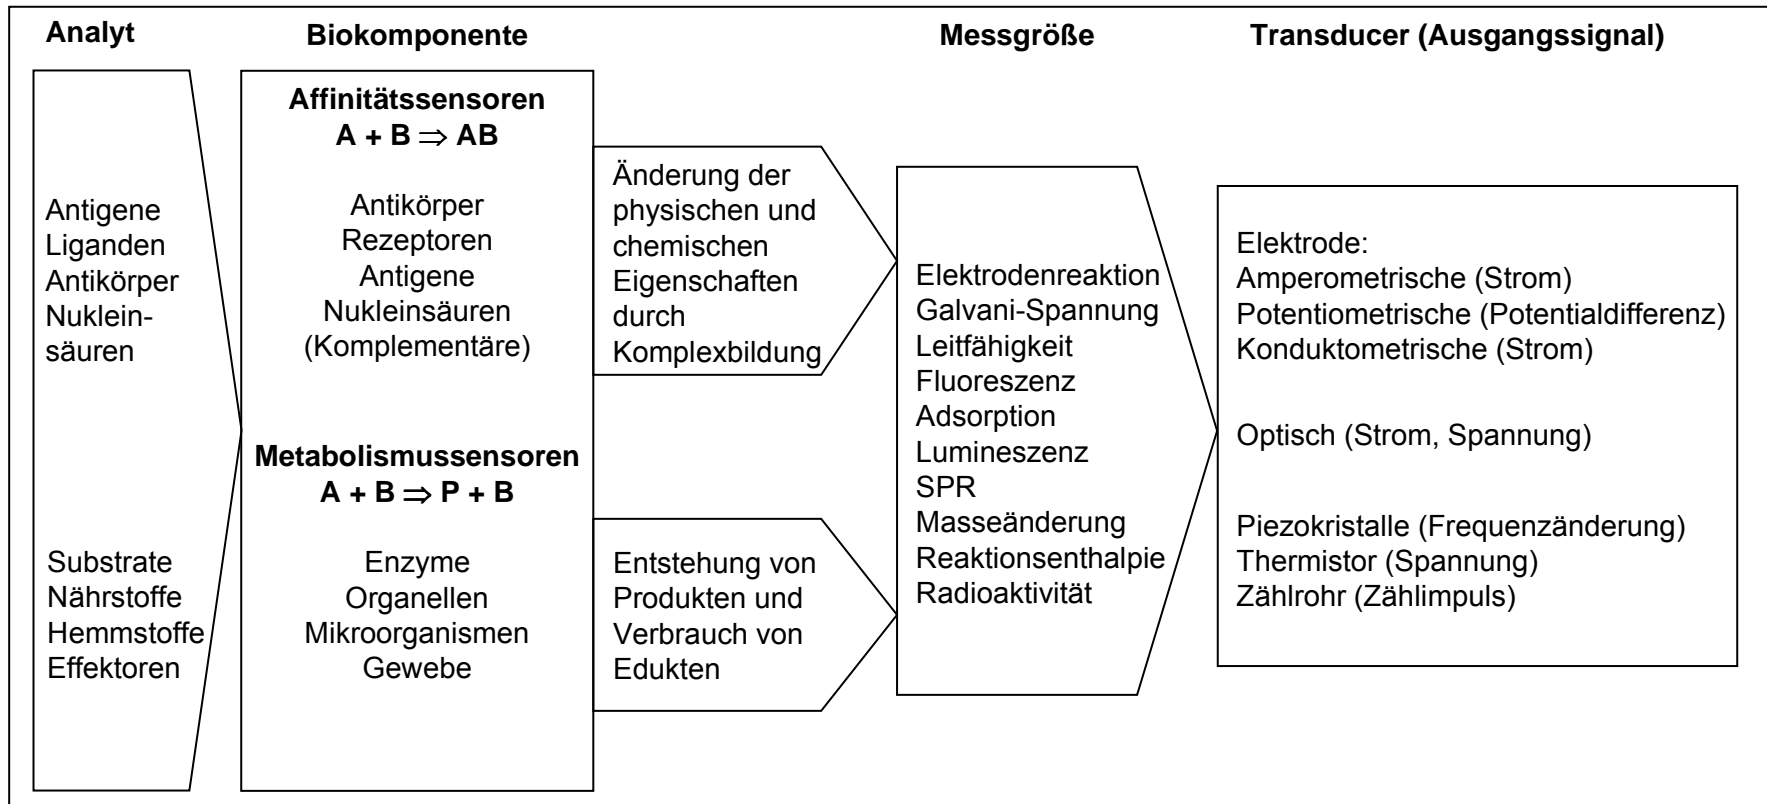 Analyt
Biokomponente
Messgröße
Transducer (Ausgangssignal)
Antigene
Liganden
Antikörper
Nuklein-
säuren
Substrate
Nährstoffe
Hemmstoffe
Effektoren
Affinitätssensoren
A + B ⇒ AB
Antikörper
Rezeptoren
Antigene
Nukleinsäuren
(Komplementäre)
Metabolismussensoren
A + B ⇒ P + B
Enzyme
Organellen
Mikroorganismen
Gewebe
Änderung der
physischen und
chemischen
Eigenschaften
durch
Komplexbildung
Entstehung von
Produkten und
Verbrauch von
Edukten
Elektrodenreaktion
Galvani-Spannung
Leitfähigkeit
Fluoreszenz
Adsorption
Lumineszenz
SPR
Masseänderung
Reaktionsenthalpie
Radioaktivität
Elektrode:
Amperometrische (Strom)
Potentiometrische (Potentialdifferenz)
Konduktometrische (Strom)
Optisch (Strom, Spannung)
Piezokristalle (Frequenzänderung)
Thermistor (Spannung)
Zählrohr (Zählimpuls)